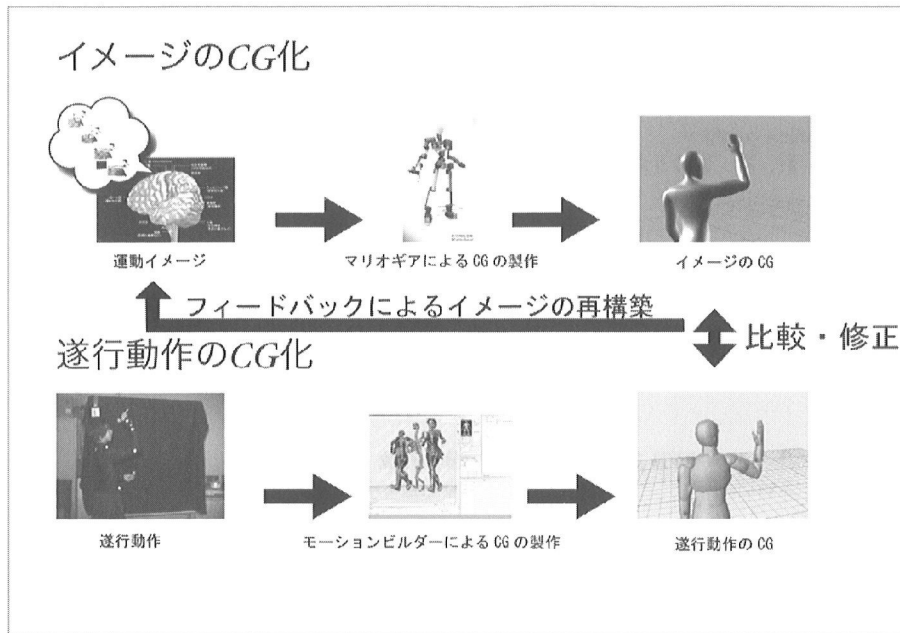 イメージのCG化
運動イメージ
マリオギアによるCGの製作
イメージのCG
フィードバックによるイメージの再構築
比較・修正
遂行動作のCG化
遂行動作
モーションビルダーによるCGの製作
遂行動作のCG